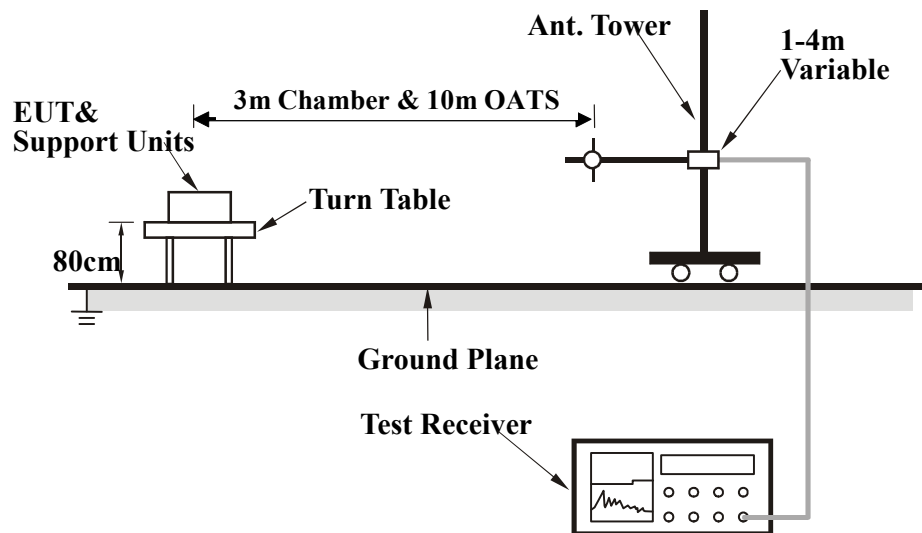 Ant. Tower
1-4m
Variable
3m Chamber & 10m OATS
EUT&
Support Units
Turn Table
80cm
Ground Plane
Test Receiver